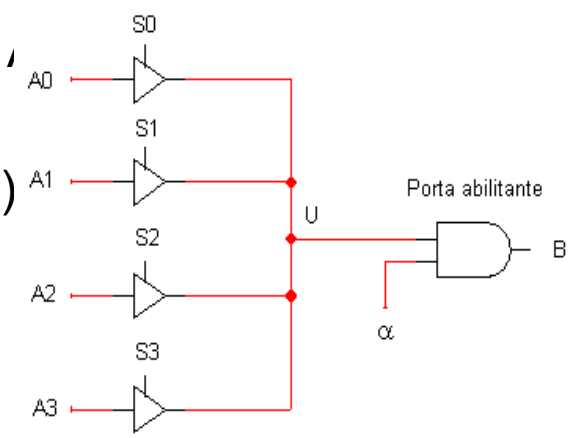 S0
A0
S1
)
A1
Porta abilitante
U
S2
B
A2
α
S3
A3